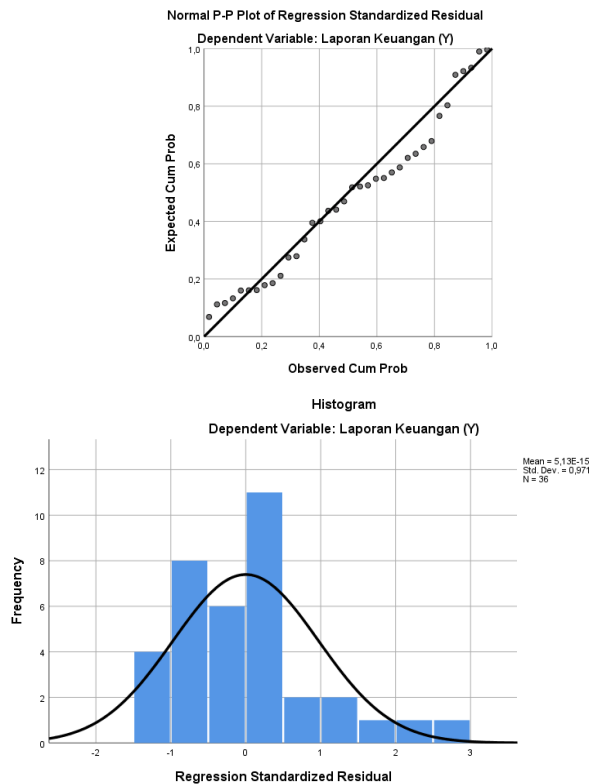 Normal P-P Plot of Regression Standardized Residual
Dependent Variable: Laporan Keuangan (Y)
Expected Cum Prob
1,0
0,8
0,6
0,4
0,2
0,0
0,0 0,2 0,4 0,6 0,8 1,0
Observed Cum Prob
Histogram
Dependent Variable: Laporan Keuangan (Y)
Mean = 5,13E-15
Std. Dev. = 0,971
N = 36
Frequency
12
10
8
6
4
2
0
-2 -1 0 1 2 3
Regression Standardized Residual